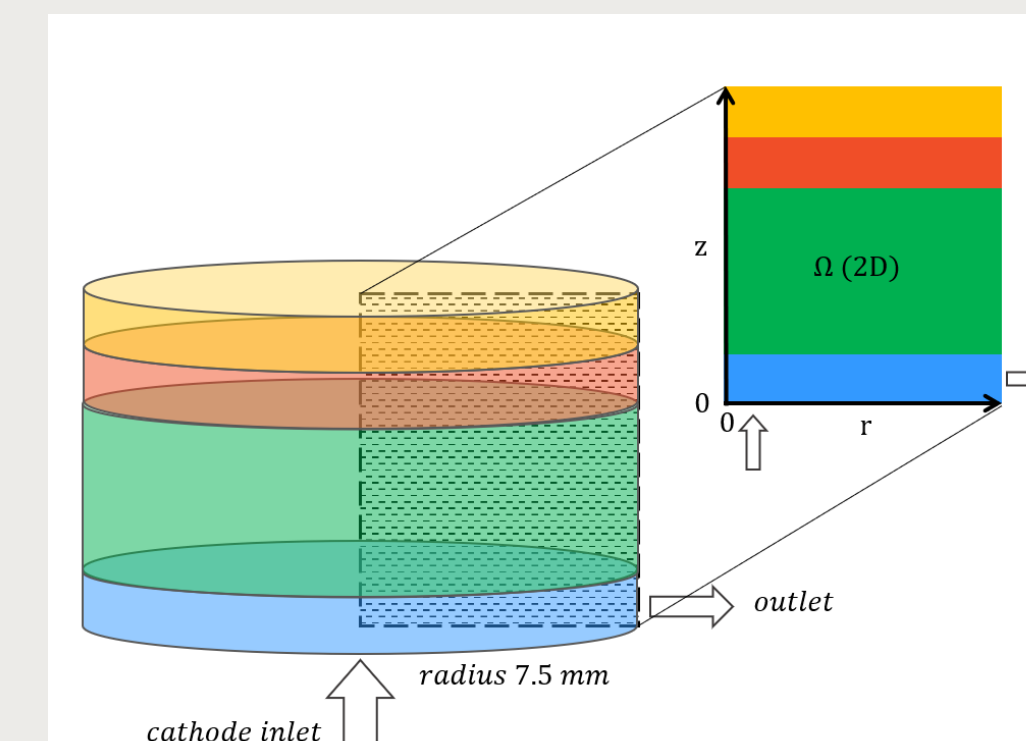 z
Ω (2D)
0
0
r
outlet
radius 7.5 mm
cathode inlet